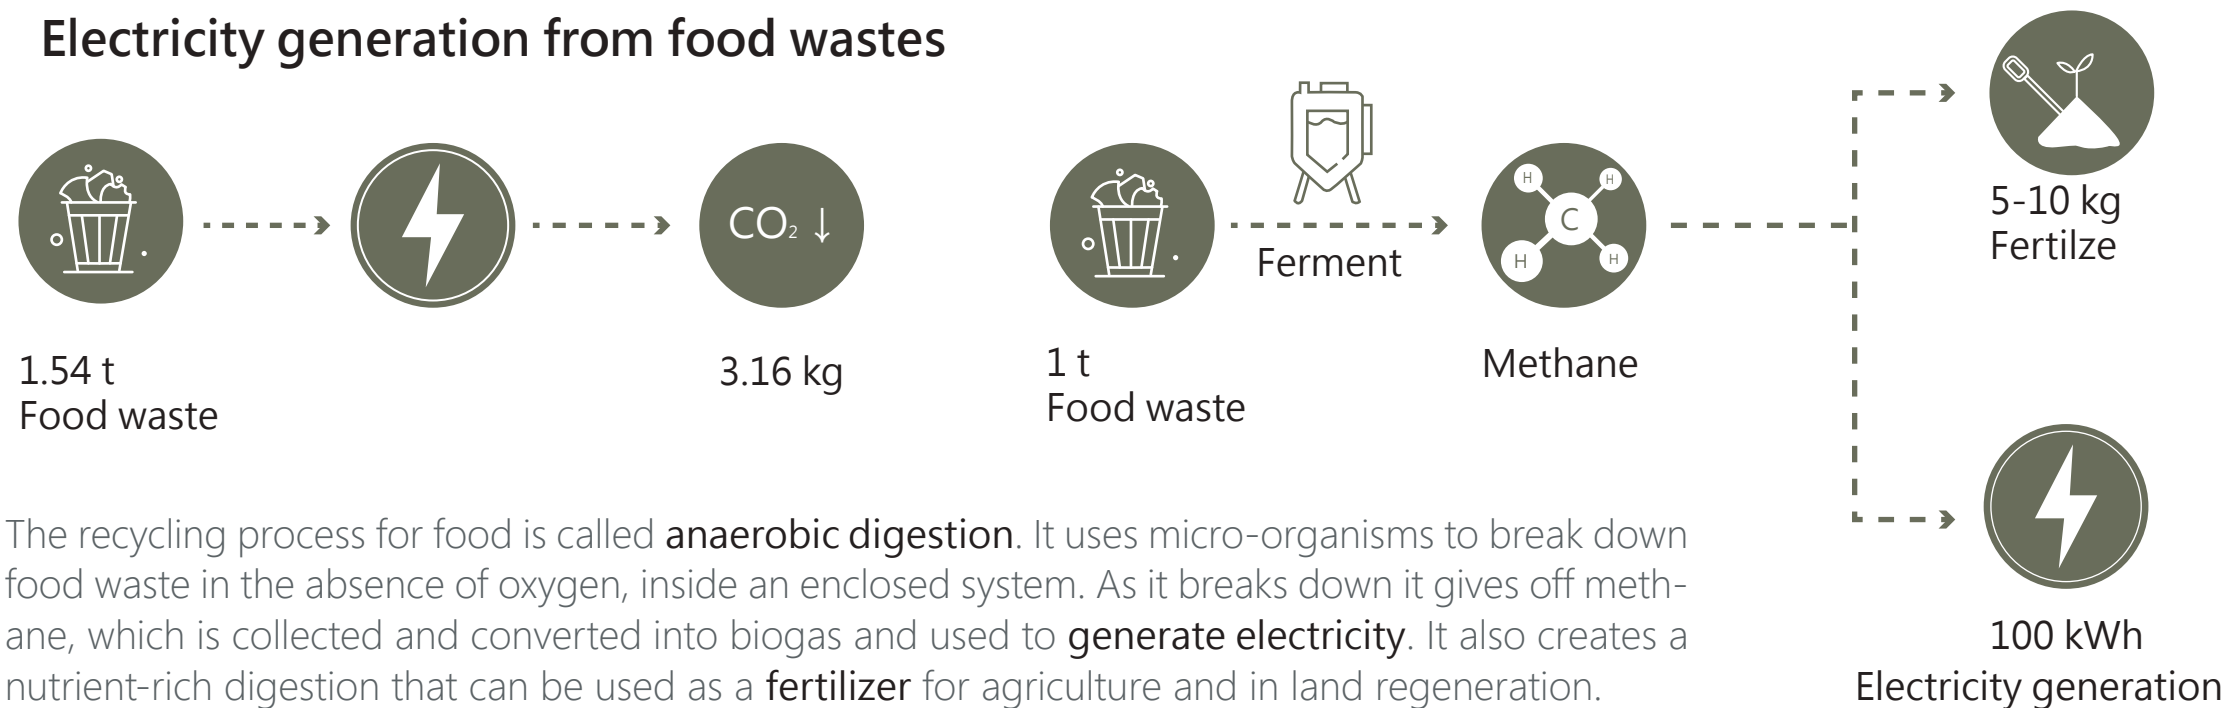 Electricity generation from food wastes
CO₂ ↓
1.54 t
Food waste
3.16 kg
1 t
Food waste
Ferment
H
H
C
H
H
Methane
5-10 kg
Fertilze
100 kWh
Electricity generation
The recycling process for food is called anaerobic digestion. It uses micro-organisms to break down
food waste in the absence of oxygen, inside an enclosed system. As it breaks down it gives off meth-
ane, which is collected and converted into biogas and used to generate electricity. It also creates a
nutrient-rich digestion that can be used as a fertilizer for agriculture and in land regeneration.